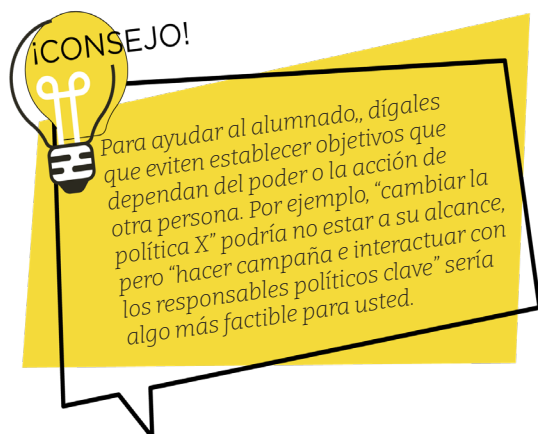 ¡CONSEJO!
Para ayudar al alumnado,, dígales
que eviten establecer objetivos que
dependan del poder o la acción de
otra persona. Por ejemplo, “cambiar la
política X” podría no estar a su alcance,
pero “hacer campaña e interactuar con
los responsables políticos clave” sería
algo más factible para usted.